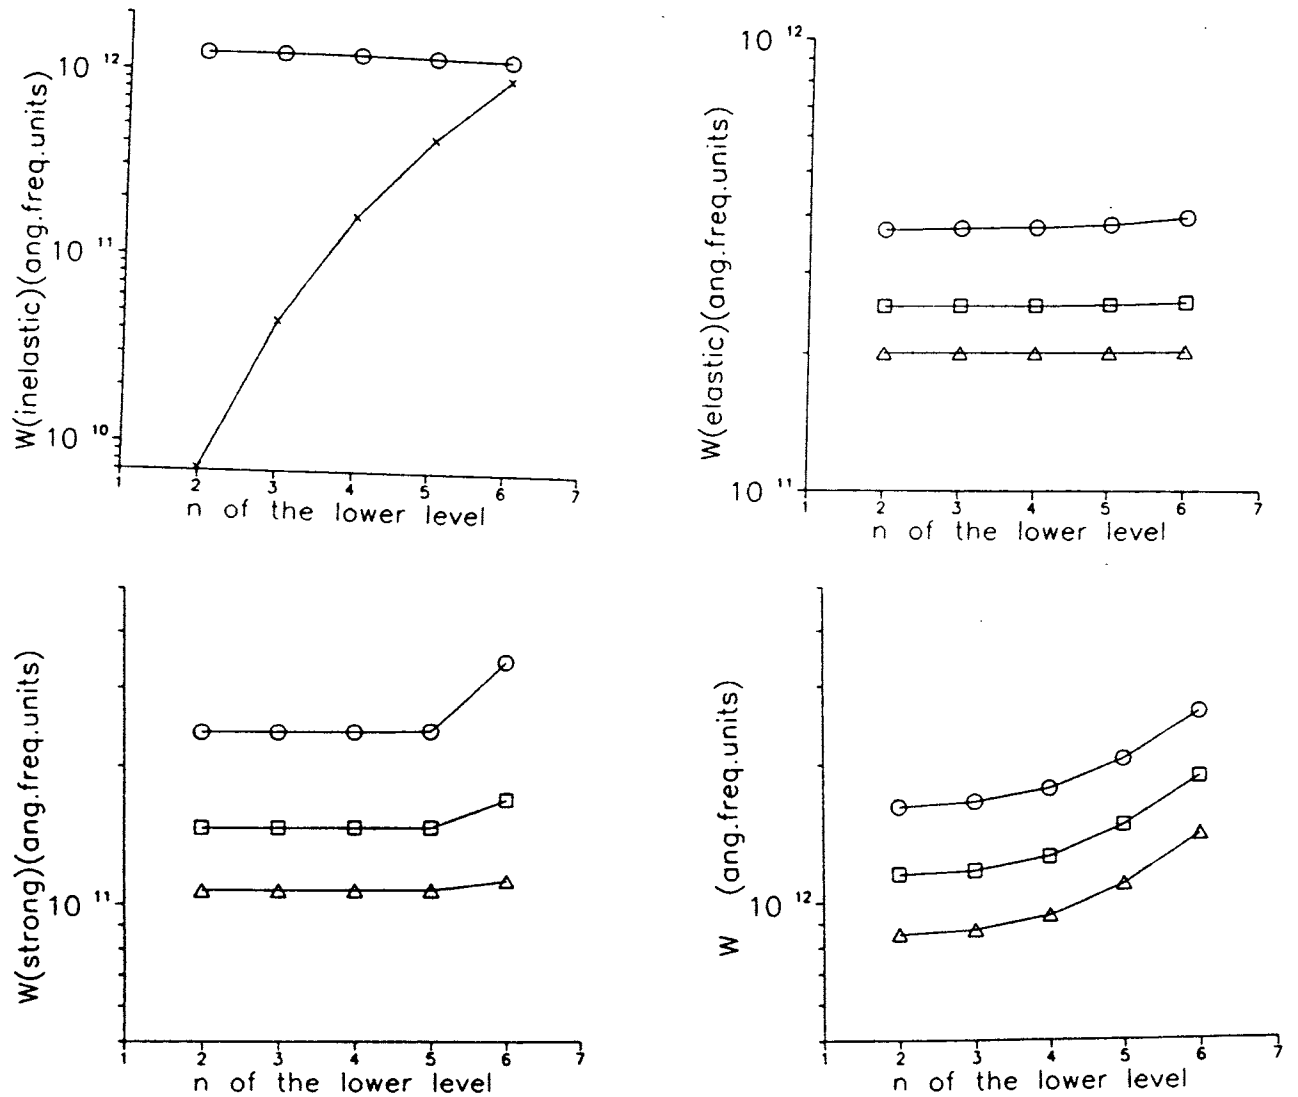 W(inelastic)(ang.freq.units)
10 12
10 11
10 10
1 2 3 4 5 6 7
n of the lower level
W(elastic)(ang.freq.units)
10 12
10 11
1 2 3 4 5 6 7
n of the lower level
W(strong)(ang.freq.units)
10 11
1 2 3 4 5 6 7
n of the lower level
W (ang.freq.units)
10 12
1 2 3 4 5 6 7
n of the lower level